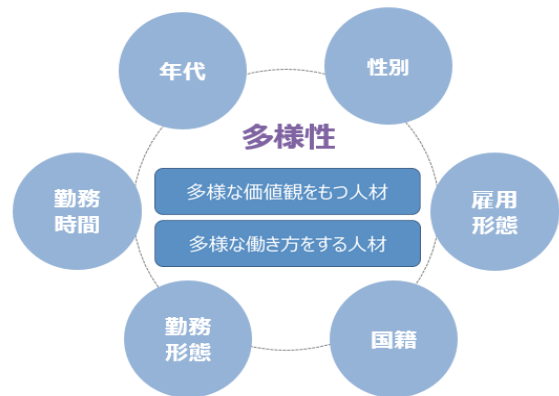 年代
性別
多様性
多様な価値観をもつ人材
多様な働き方をする人材
勤務
時間
雇用
形態
勤務
形態
国籍